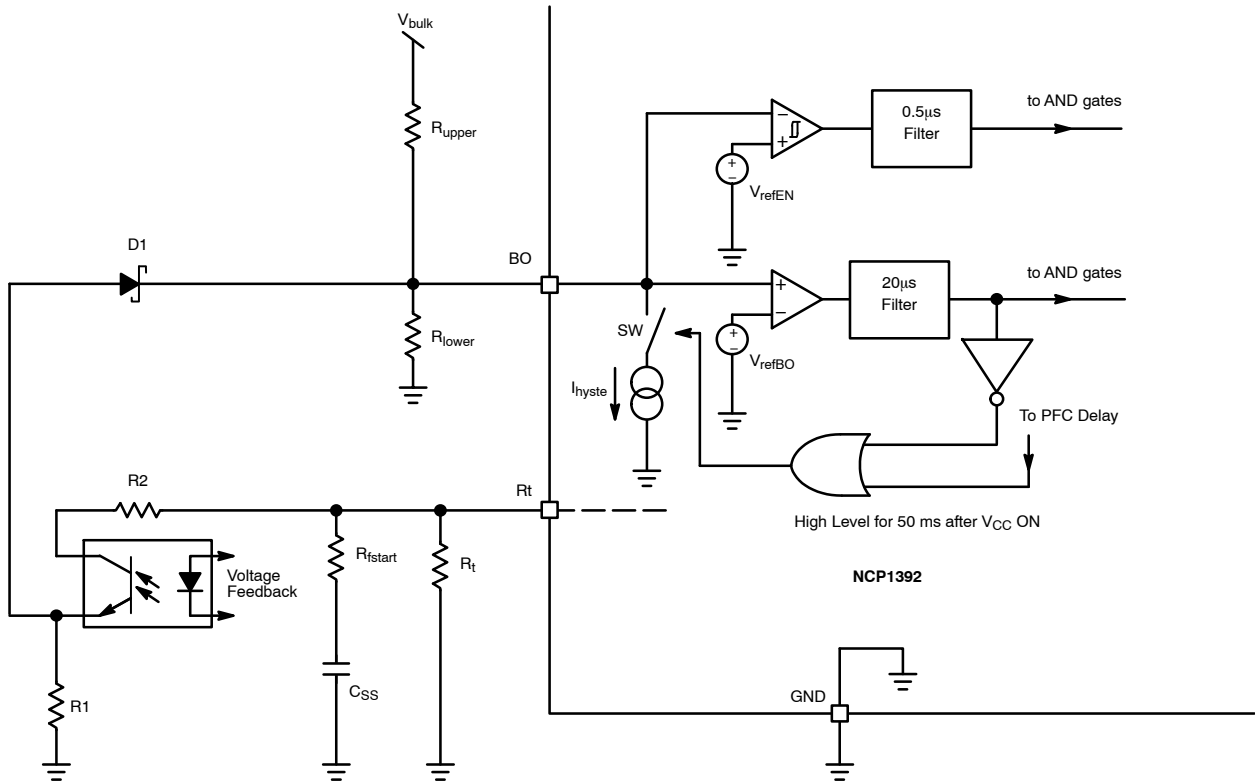 Vbulk
Rupper
D1
BO
Rlower
0.5μs
Filter
to AND gates
VrefEN
20μs
Filter
to AND gates
SW
VrefBO
Ihyste
To PFC Delay
High Level for 50 ms after VCC ON
NCP1392
R2
Rt
Rfstart
Rt
Voltage
Feedback
R1
CSS
GND